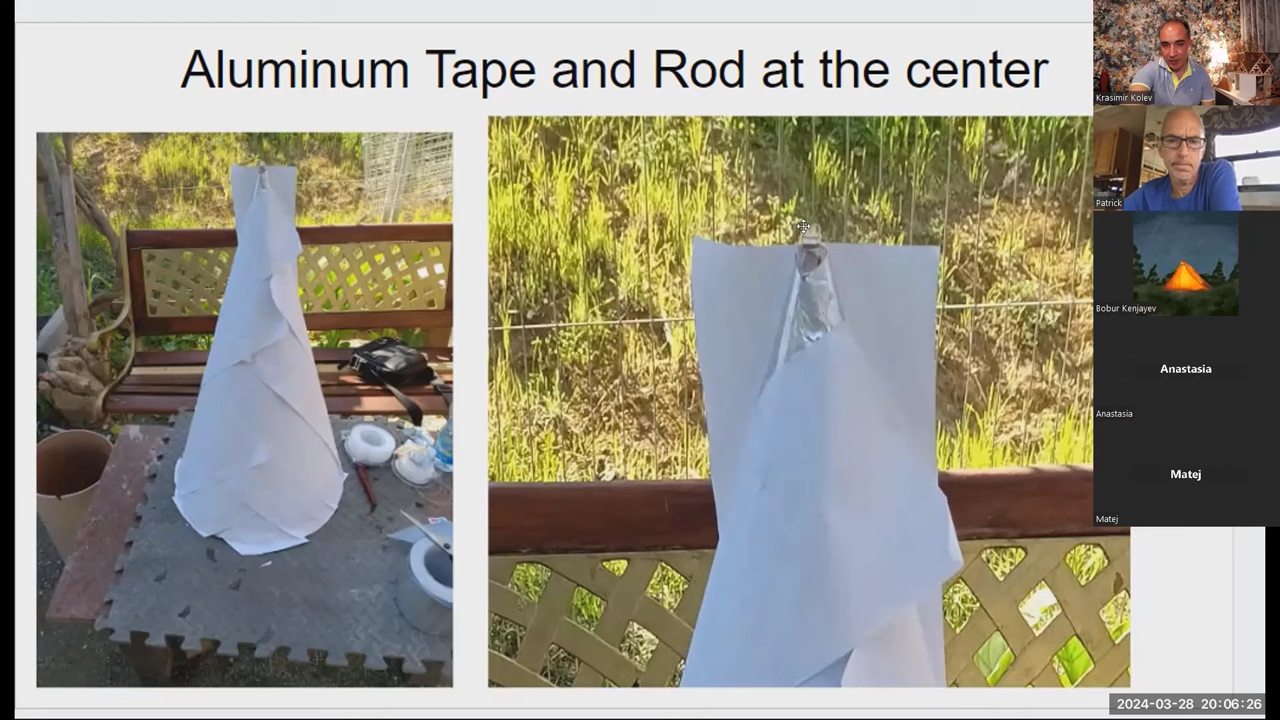 Aluminum Tape and Rod at the center
Krasimir Kolev
Patrick
Bobur Kenjayev
Anastasia
Anastasia
Matej
Matej
2024-03-28 20:06:26